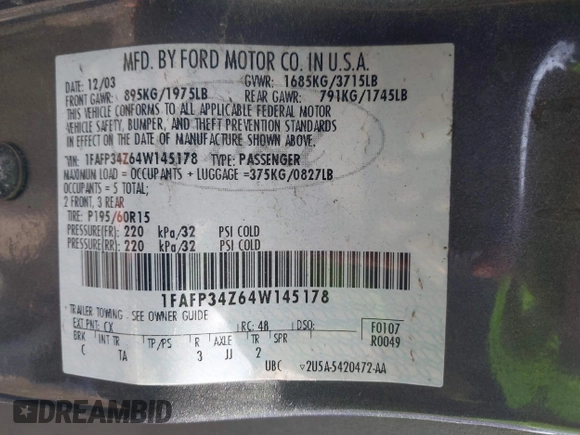 MFD. BY FORD MOTOR CO. IN U.S.A.
DATE: 12/03 GVWR: 1685KG/3715LB
FRONT GAWR: 895KG/1975LB REAR GAWR: 791KG/1745LB
THIS VEHICLE CONFORMS TO ALL APPLICABLE FEDERAL MOTOR
VEHICLE SAFETY, BUMPER, AND THEFT PREVENTION STANDARDS
IN EFFECT ON THE DATE OF MANUFACTURE SHOWN ABOVE.
VIN: 1FAFP34Z64W145178 TYPE: PASSENGER
MAXIMUM LOAD = OCCUPANTS + LUGGAGE =375KG/0827LB
OCCUPANTS = 5 TOTAL;
2 FRONT, 3 REAR
TIRE: P195/60R15
PRESSURE(FR): 220 kPa/32 PSI COLD
PRESSURE(RR): 220 kPa/32 PSI COLD
1FAFP34Z64W145178
TRAILER TOWING - SEE OWNER GUIDE
EXT PNT: CX RC: 48 DSO: F0107
BRK INT TR TP/PS R AXLE TR SPR R0049
C TA 3 JJ 2
UBC ▽2U5A-5420472-AA
DREAMBID